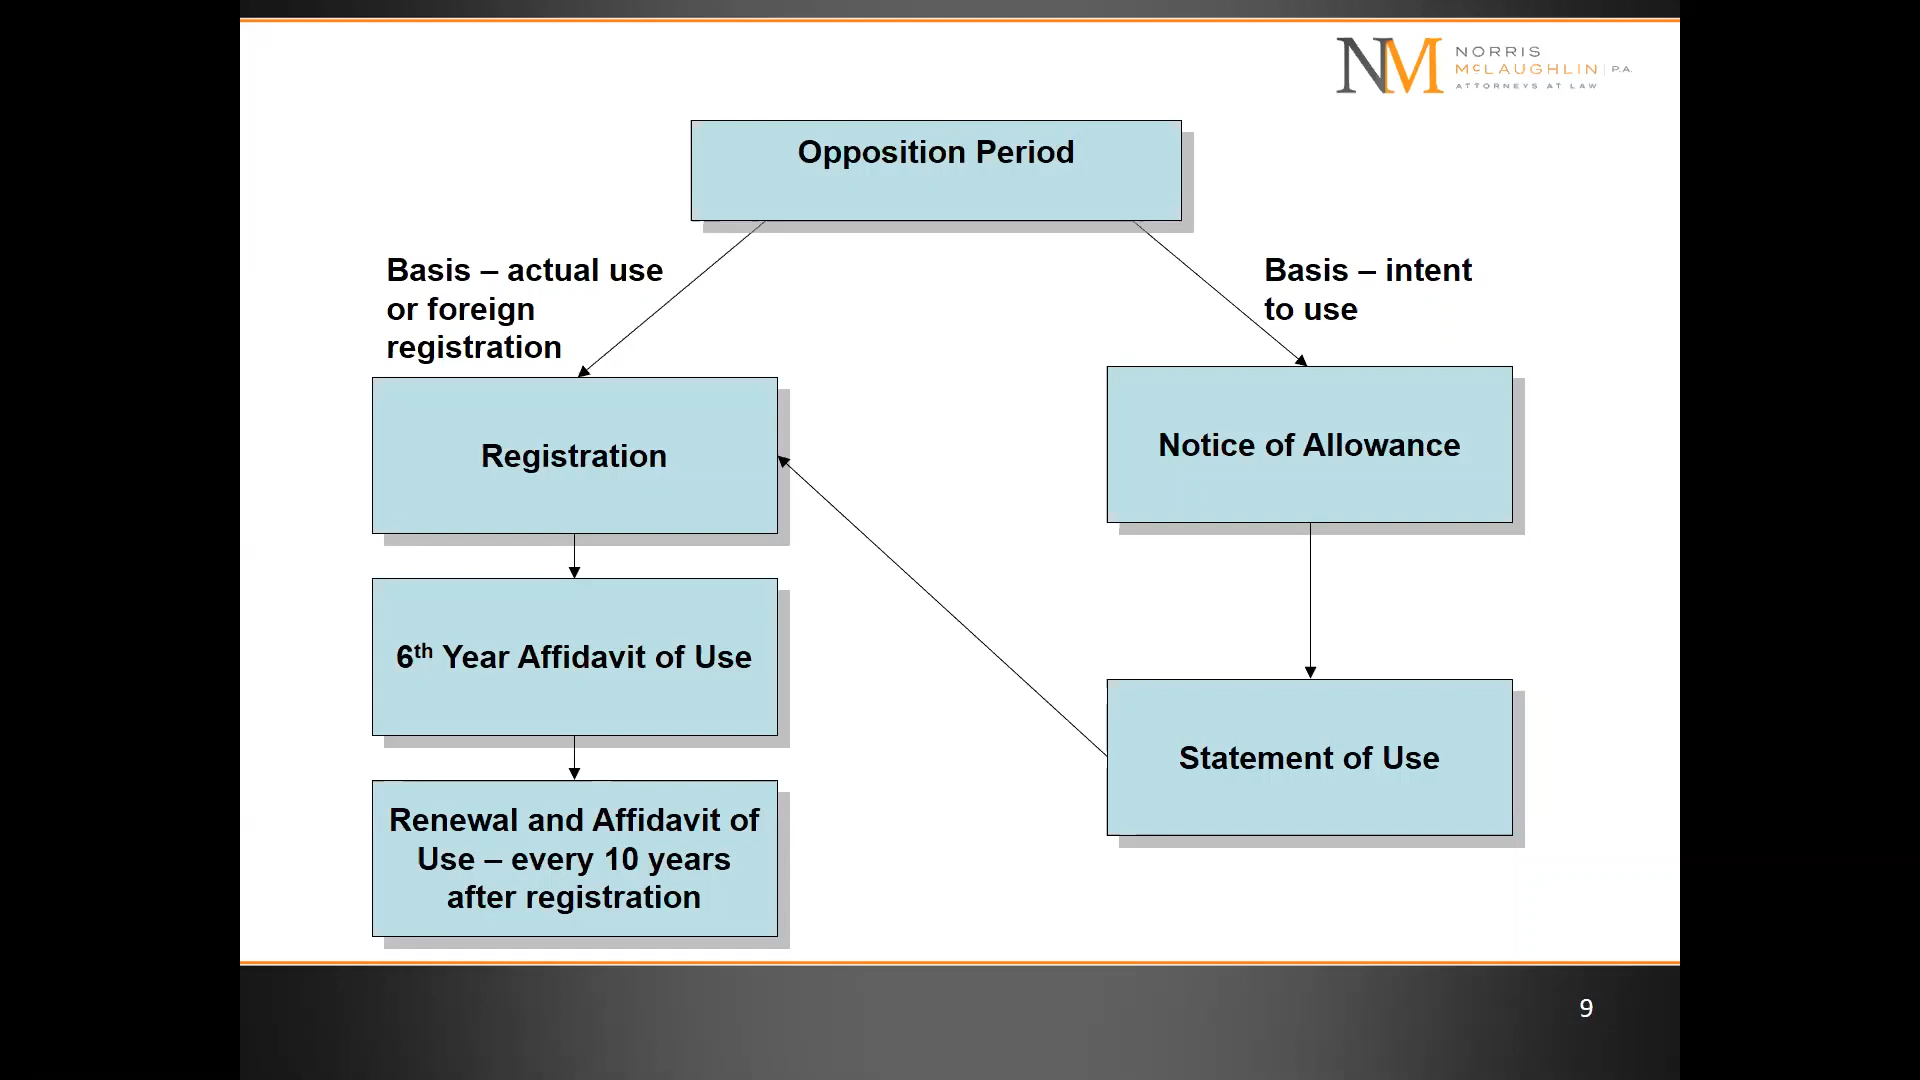 NORRIS
McLAUGHLIN P.A.
ATTORNEYS AT LAW
Opposition Period
Basis – actual use
or foreign
registration
Basis – intent
to use
Registration
Notice of Allowance
6th Year Affidavit of Use
Statement of Use
Renewal and Affidavit of
Use – every 10 years
after registration
9